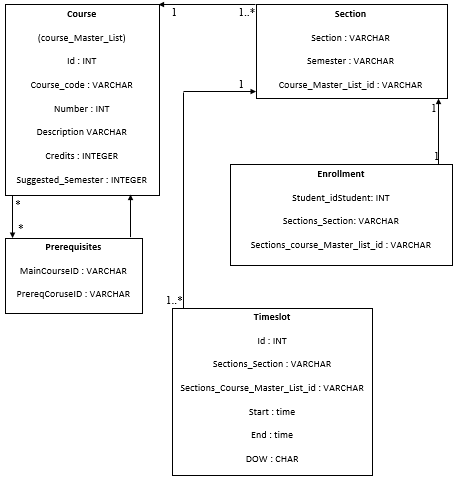 Course
(course_Master_List)
Id : INT
Course_code : VARCHAR
Number : INT
Description VARCHAR
Credits : INTEGER
Suggested_Semester : INTEGER
1
1..*
Section
Section : VARCHAR
Semester : VARCHAR
Course_Master_List_id : VARCHAR
1
1
1
Enrollment
Student_idStudent: INT
Sections_Section: VARCHAR
Sections_course_Master_list_id : VARCHAR
*
*
Prerequisites
MainCourseID : VARCHAR
PrereqCoruseID : VARCHAR
1..*
Timeslot
Id : INT
Sections_Section : VARCHAR
Sections_Course_Master_List_id : VARCHAR
Start : time
End : time
DOW : CHAR